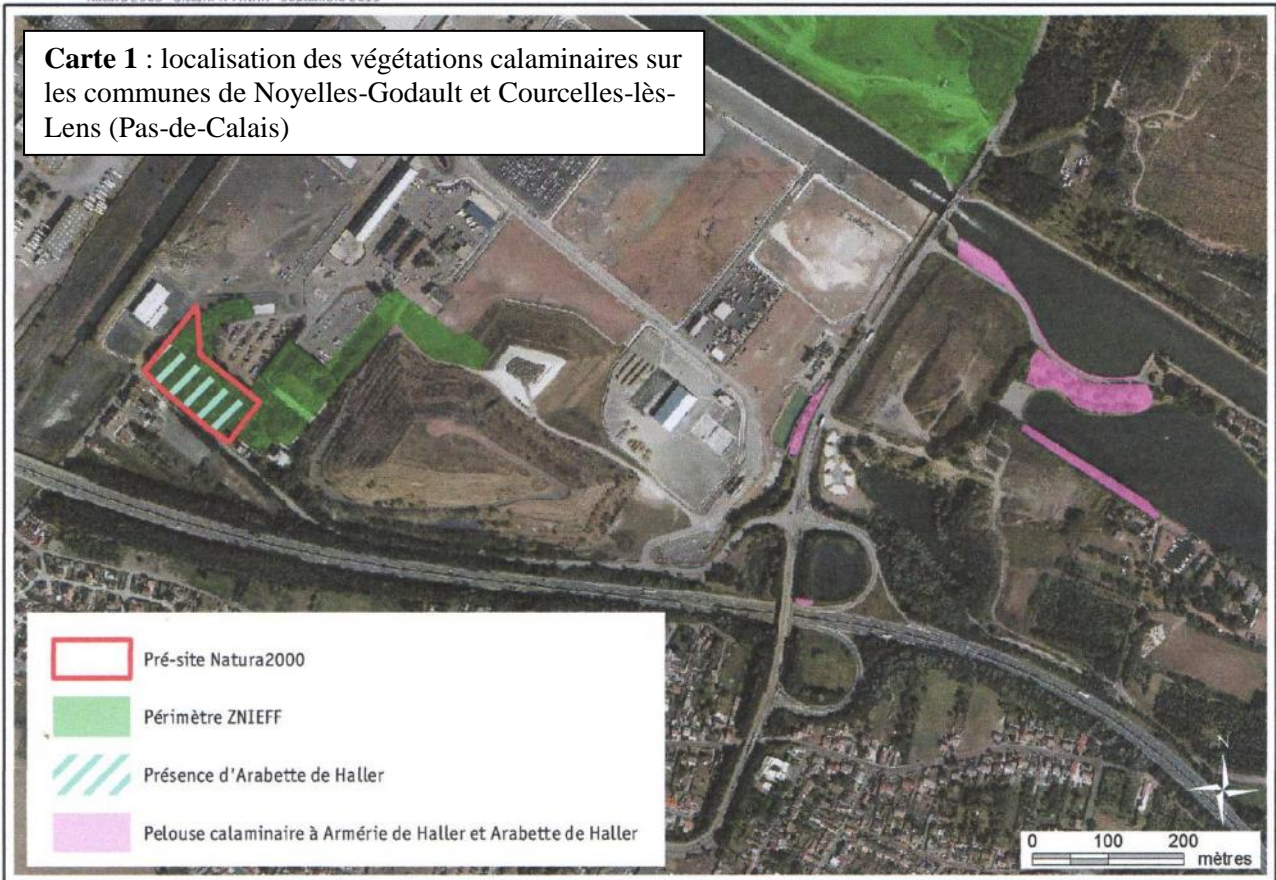 Carte 1 : localisation des végétations calaminaires sur
les communes de Noyelles-Godault et Courcelles-lès-
Lens (Pas-de-Calais)
Pré-site Natura2000
Périmètre ZNIEFF
Présence d'Arabette de Haller
Pelouse calaminaire à Armérie de Haller et Arabette de Haller
N
0 100 200
mètres